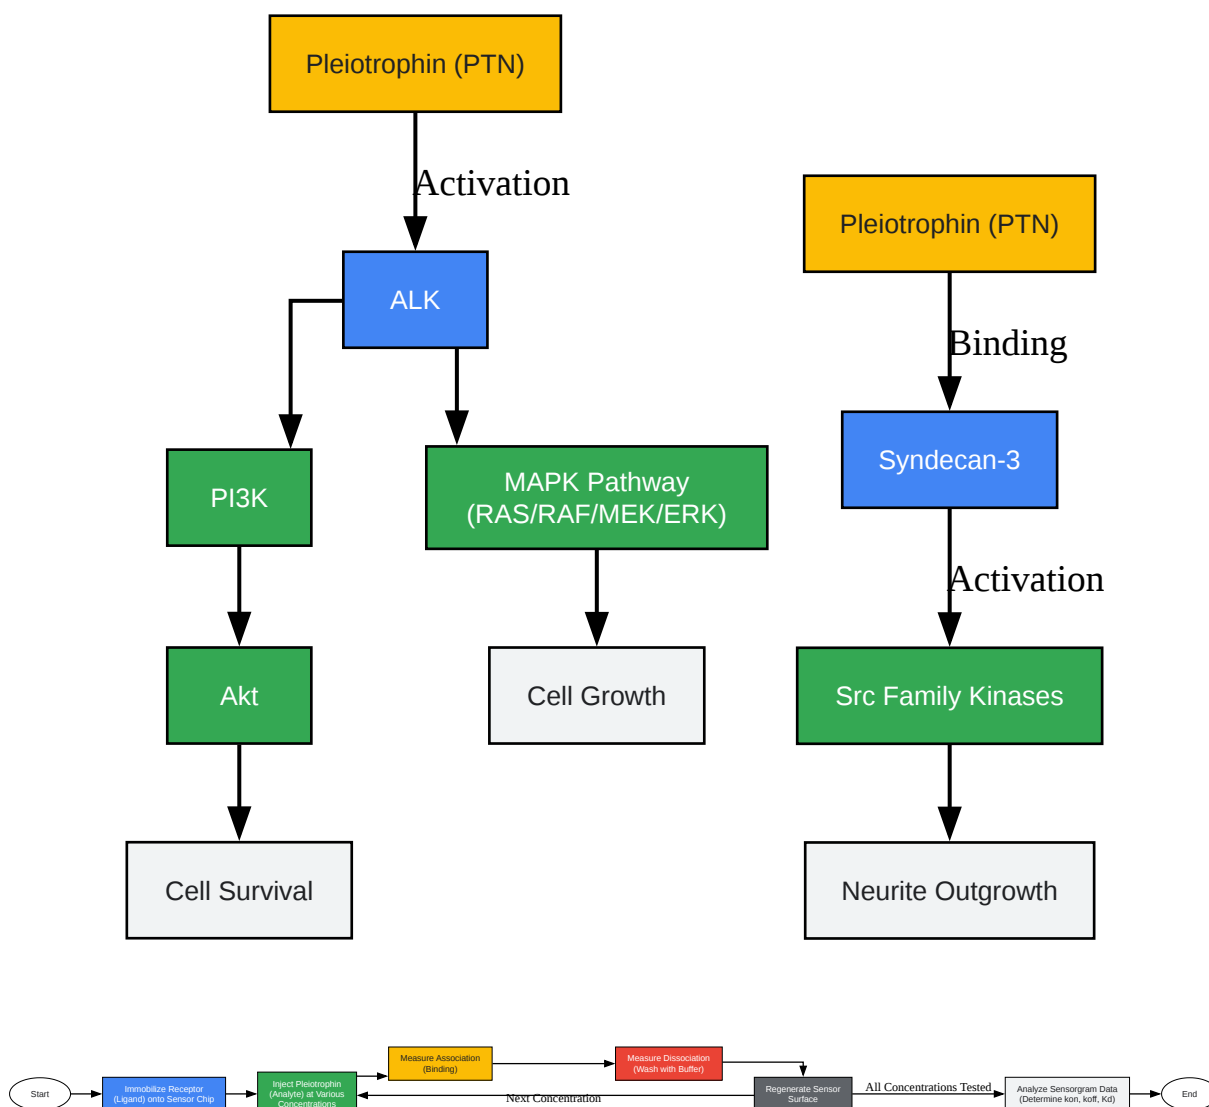 Pleiotrophin (PTN)
Activation
ALK
PI3K
MAPK Pathway
(RAS/RAF/MEK/ERK)
Akt
Cell Growth
Cell Survival
Pleiotrophin (PTN)
Binding
Syndecan-3
Activation
Src Family Kinases
Neurite Outgrowth
Start
Immobilize Receptor
(Ligand) onto Sensor Chip
Inject Pleiotrophin
(Analyte) at Various
Concentrations
Measure Association
(Binding)
Measure Dissociation
(Wash with Buffer)
Regenerate Sensor
Surface
Next Concentration
All Concentrations Tested
Analyze Sensorgram Data
(Determine kon, koff, Kd)
End